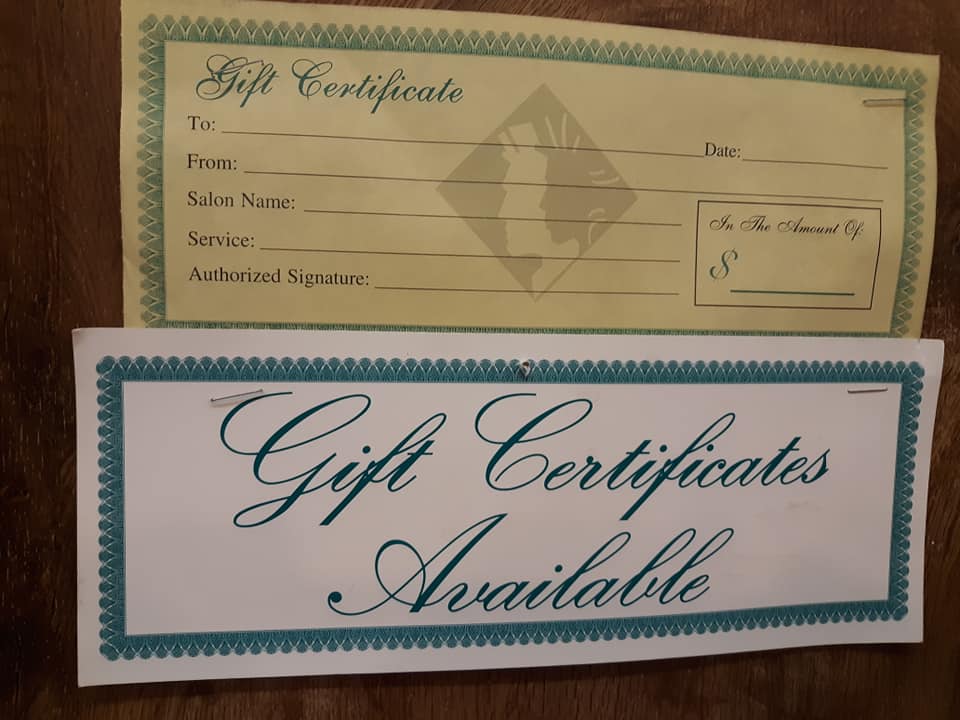 Gift Certificate
To: Date:
From:
Salon Name:
Service:
Authorized Signature:
In The Amount Of:
$
Gift Certificates
Available